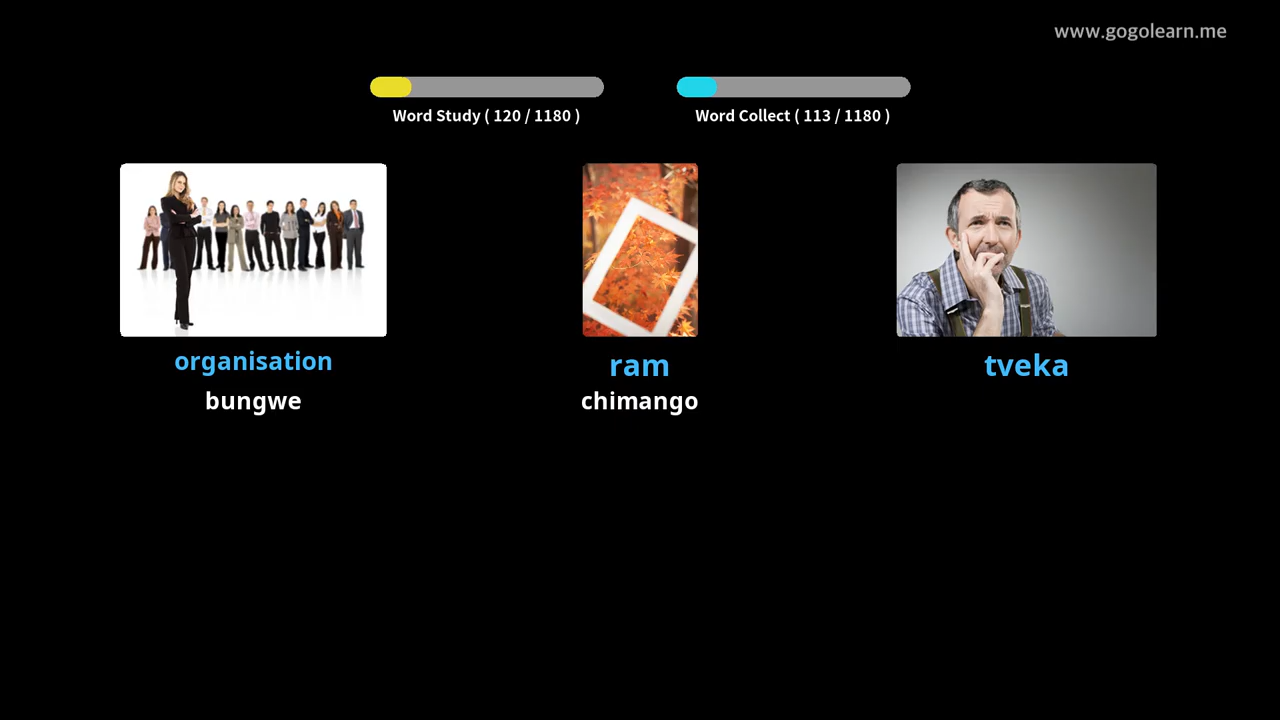 www.gogolearn.me
Word Study ( 120 / 1180 )
Word Collect ( 113 / 1180 )
organisation
bungwe
ram
chimango
tveka